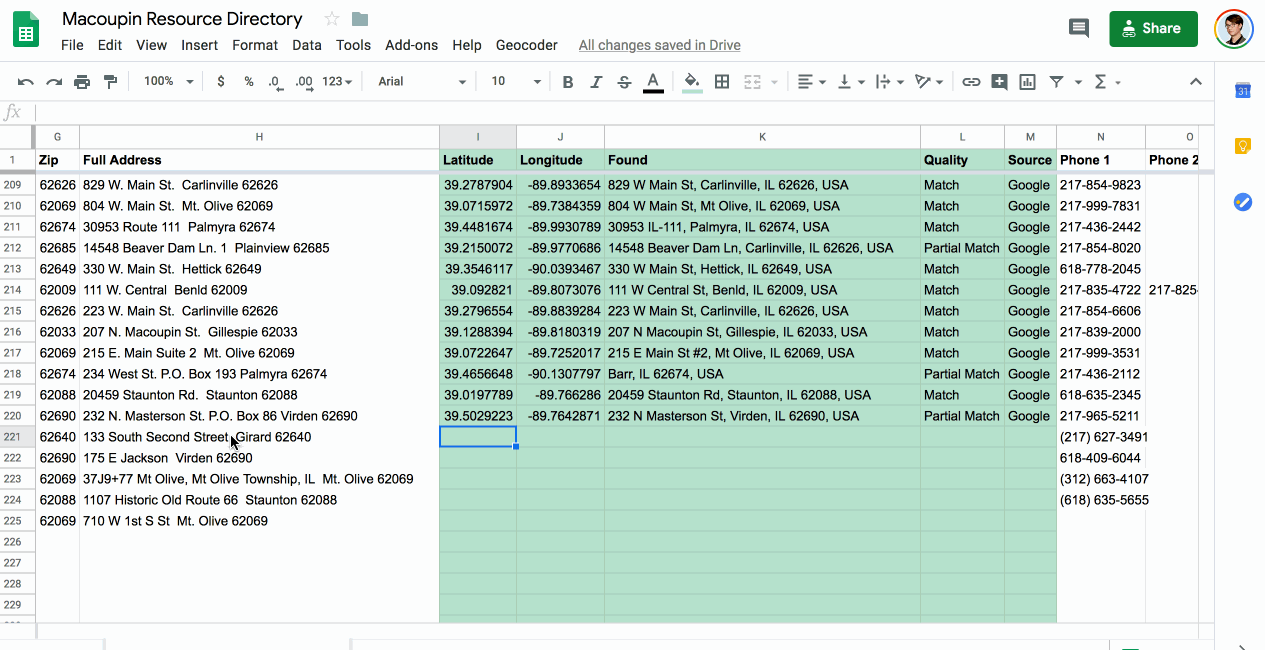 Macoupin Resource Directory
File Edit View Insert Format Data Tools Add-ons Help Geocoder All changes saved in Drive
Share
100% $ % .0 .00 123 Arial 10 B I S A
31
fx
G H I J K L M N O
1 Zip Full Address Latitude Longitude Found Quality Source Phone 1 Phone 2
209 62626 829 W. Main St. Carlinville 62626 39.2787904 -89.8933654 829 W Main St, Carlinville, IL 62626, USA Match Google 217-854-9823
210 62069 804 W. Main St. Mt. Olive 62069 39.0715972 -89.7384359 804 W Main St, Mt Olive, IL 62069, USA Match Google 217-999-7831
211 62674 30953 Route 111 Palmyra 62674 39.4481674 -89.9930789 30953 IL-111, Palmyra, IL 62674, USA Match Google 217-436-2442
212 62685 14548 Beaver Dam Ln. 1 Plainview 62685 39.2150072 -89.9770686 14548 Beaver Dam Ln, Carlinville, IL 62626, USA Partial Match Google 217-854-8020
213 62649 330 W. Main St. Hettick 62649 39.3546117 -90.0393467 330 W Main St, Hettick, IL 62649, USA Match Google 618-778-2045
214 62009 111 W. Central Benld 62009 39.092821 -89.8073076 111 W Central St, Benld, IL 62009, USA Match Google 217-835-4722 217-825-
215 62626 223 W. Main St. Carlinville 62626 39.2796554 -89.8839284 223 W Main St, Carlinville, IL 62626, USA Match Google 217-854-6606
216 62033 207 N. Macoupin St. Gillespie 62033 39.1288394 -89.8180319 207 N Macoupin St, Gillespie, IL 62033, USA Match Google 217-839-2000
217 62069 215 E. Main Suite 2 Mt. Olive 62069 39.0722647 -89.7252017 215 E Main St #2, Mt Olive, IL 62069, USA Match Google 217-999-3531
218 62674 234 West St. P.O. Box 193 Palmyra 62674 39.4656648 -90.1307797 Barr, IL 62674, USA Partial Match Google 217-436-2112
219 62088 20459 Staunton Rd. Staunton 62088 39.0197789 -89.766286 20459 Staunton Rd, Staunton, IL 62088, USA Match Google 618-635-2345
220 62690 232 N. Masterson St. P.O. Box 86 Virden 62690 39.5029223 -89.7642871 232 N Masterson St, Virden, IL 62690, USA Partial Match Google 217-965-5211
221 62640 133 South Second Street Girard 62640 (217) 627-3491
222 62690 175 E Jackson Virden 62690 618-409-6044
223 62069 37J9+77 Mt Olive, Mt Olive Township, IL Mt. Olive 62069 (312) 663-4107
224 62088 1107 Historic Old Route 66 Staunton 62088 (618) 635-5655
225 62069 710 W 1st S St Mt. Olive 62069
226
227
228
229